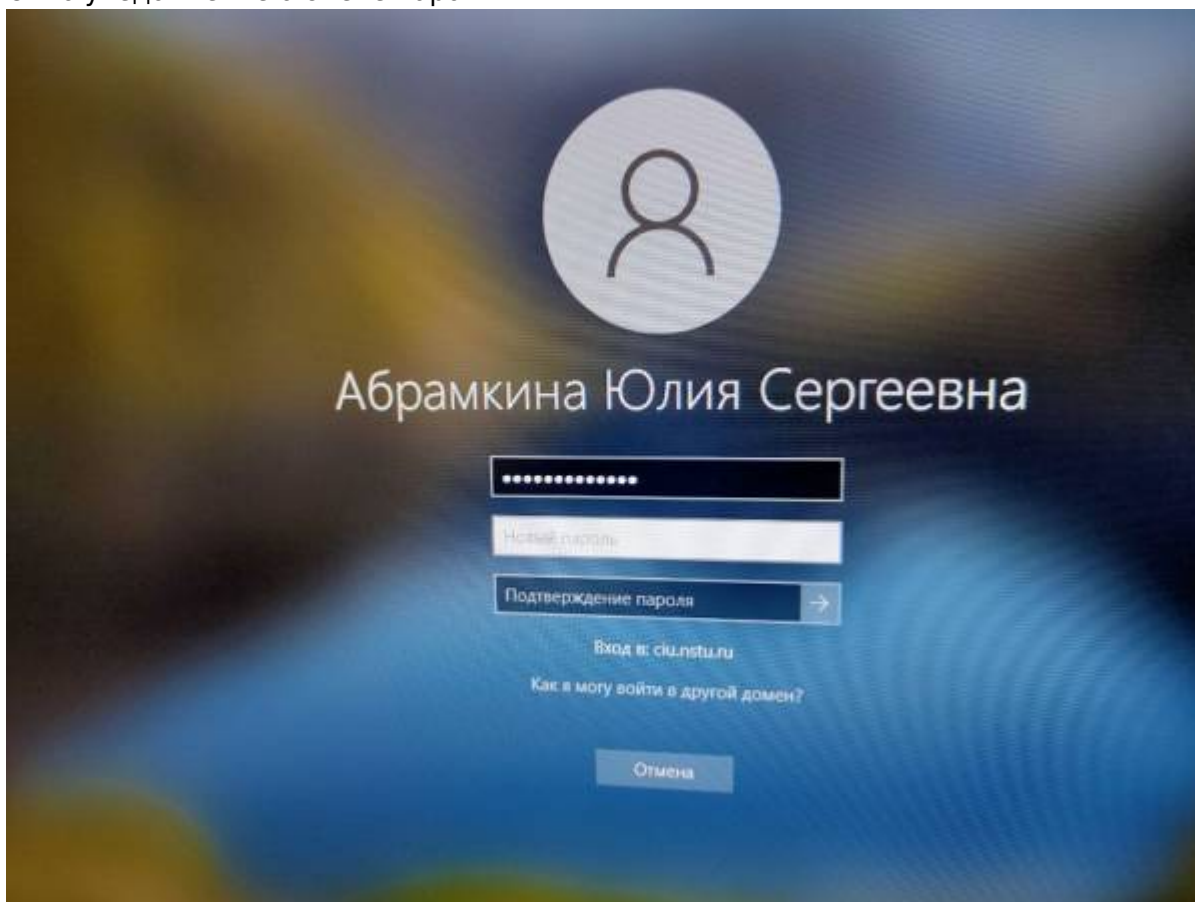 Абрамкина Юлия Сергеевна
Новый пароль
Подтверждение пароля
Вход в: ciu.nstu.ru
Как я могу войти в другой домен?
Отмена